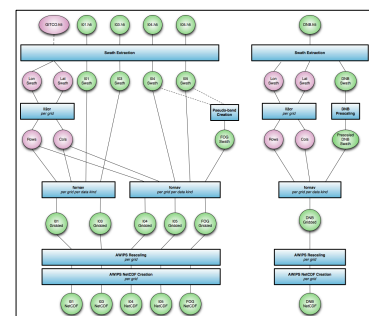 GITCO.h5
I01.h5
I03.h5
I04.h5
I05.h5
DNB.h5
Swath Extraction
Swath Extraction
Lon
Swath
Lat
Swath
I01
Swath
I03
Swath
I04
Swath
I05
Swath
Lon
Swath
Lat
Swath
DNB
Swath
ll2cr
per grid
Pseudo-band
Creation
ll2cr
per grid
DNB
Prescaling
Rows
Cols
FOG
Swath
Rows
Cols
Prescaled
DNB
Swath
fornav
per grid per data kind
fornav
per grid per data kind
fornav
per grid per data kind
I01
Gridded
I03
Gridded
I04
Gridded
I05
Gridded
FOG
Gridded
DNB
Gridded
AWIPS Rescaling
per grid
AWIPS Rescaling
per grid
AWIPS NetCDF Creation
per grid
AWIPS NetCDF Creation
per grid
I01
NetCDF
I03
NetCDF
I04
NetCDF
I05
NetCDF
FOG
NetCDF
DNB
NetCDF